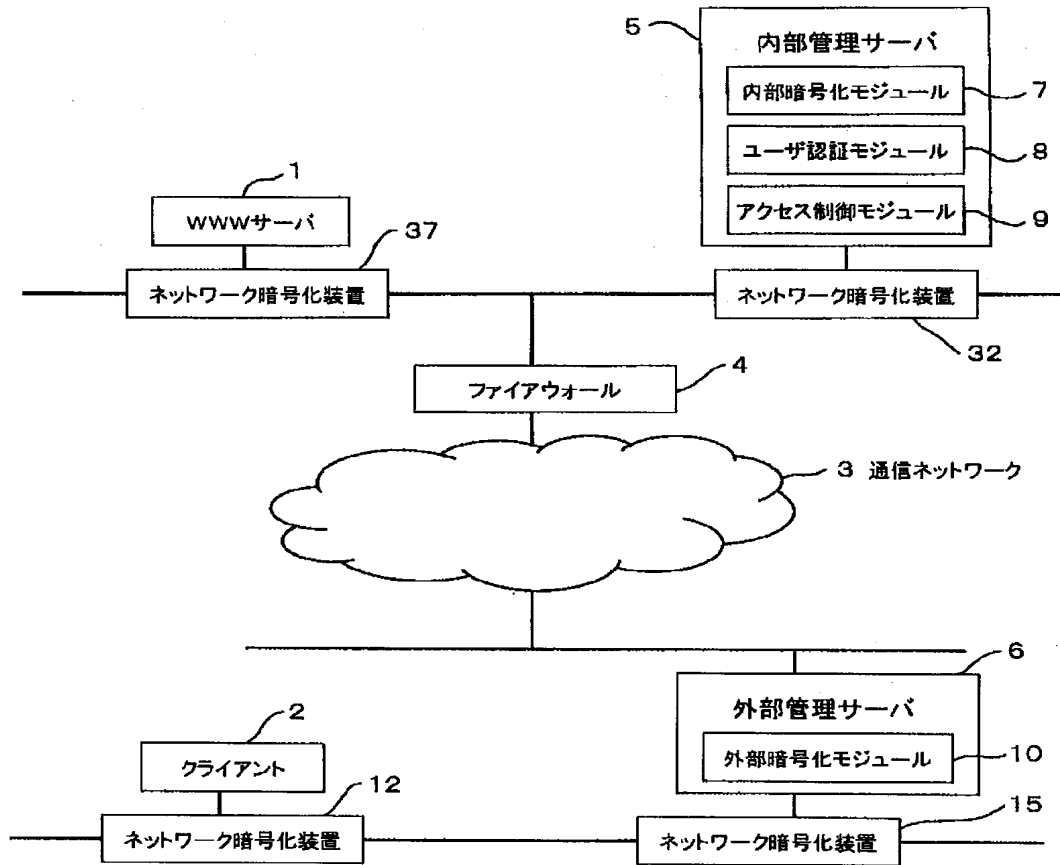 5
内部管理サーバ
内部暗号化モジュール
7
ユーザ認証モジュール
8
アクセス制御モジュール
9
1
WWWサーバ
37
ネットワーク暗号化装置
ネットワーク暗号化装置
32
ファイアウォール
4
3 通信ネットワーク
6
外部管理サーバ
外部暗号化モジュール
10
2
クライアント
12
ネットワーク暗号化装置
ネットワーク暗号化装置
15